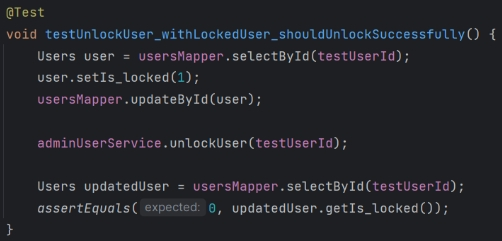 @Test
void testUnlockUser_withLockedUser_shouldUnlockSuccessfully() {
    Users user = usersMapper.selectById(testUserId);
    user.setIs_locked(1);
    usersMapper.updateById(user);

    adminUserService.unlockUser(testUserId);

    Users updatedUser = usersMapper.selectById(testUserId);
    assertEquals( expected: 0, updatedUser.getIs_locked());
}